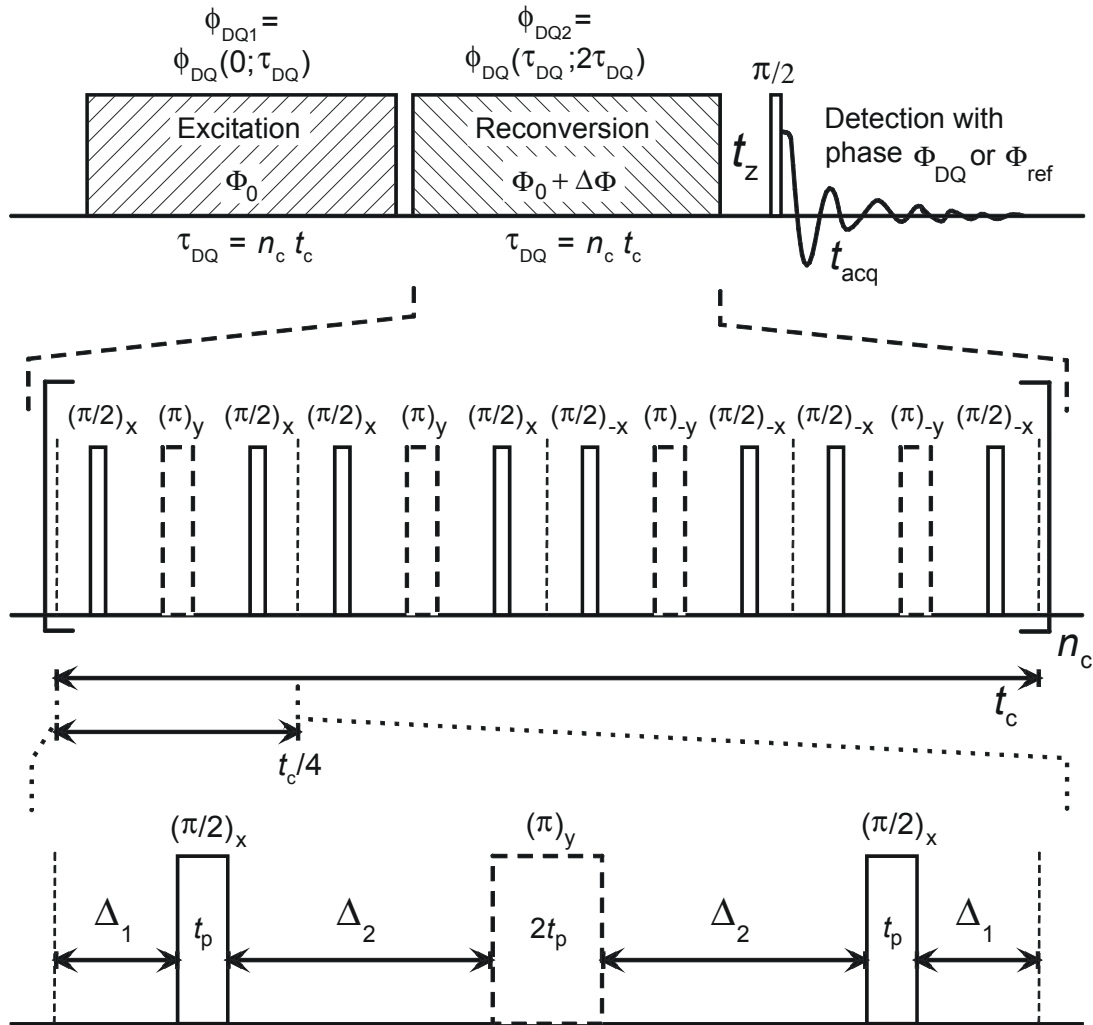 ϕDQ1 =
ϕDQ(0;τDQ)
ϕDQ2 =
ϕDQ(τDQ;2τDQ)
π/2
Excitation
Φ0
Reconversion
Φ0 + ΔΦ
tz
Detection with
phase ΦDQ or Φref
τDQ = nc tc
τDQ = nc tc
tacq
(π/2)x (π)y (π/2)x (π/2)x (π)y (π/2)x (π/2)-x (π)-y (π/2)-x (π/2)-x (π)-y (π/2)-x
nc
tc
tc/4
(π/2)x (π)y (π/2)x
Δ1 tp Δ2 2tp Δ2 tp Δ1